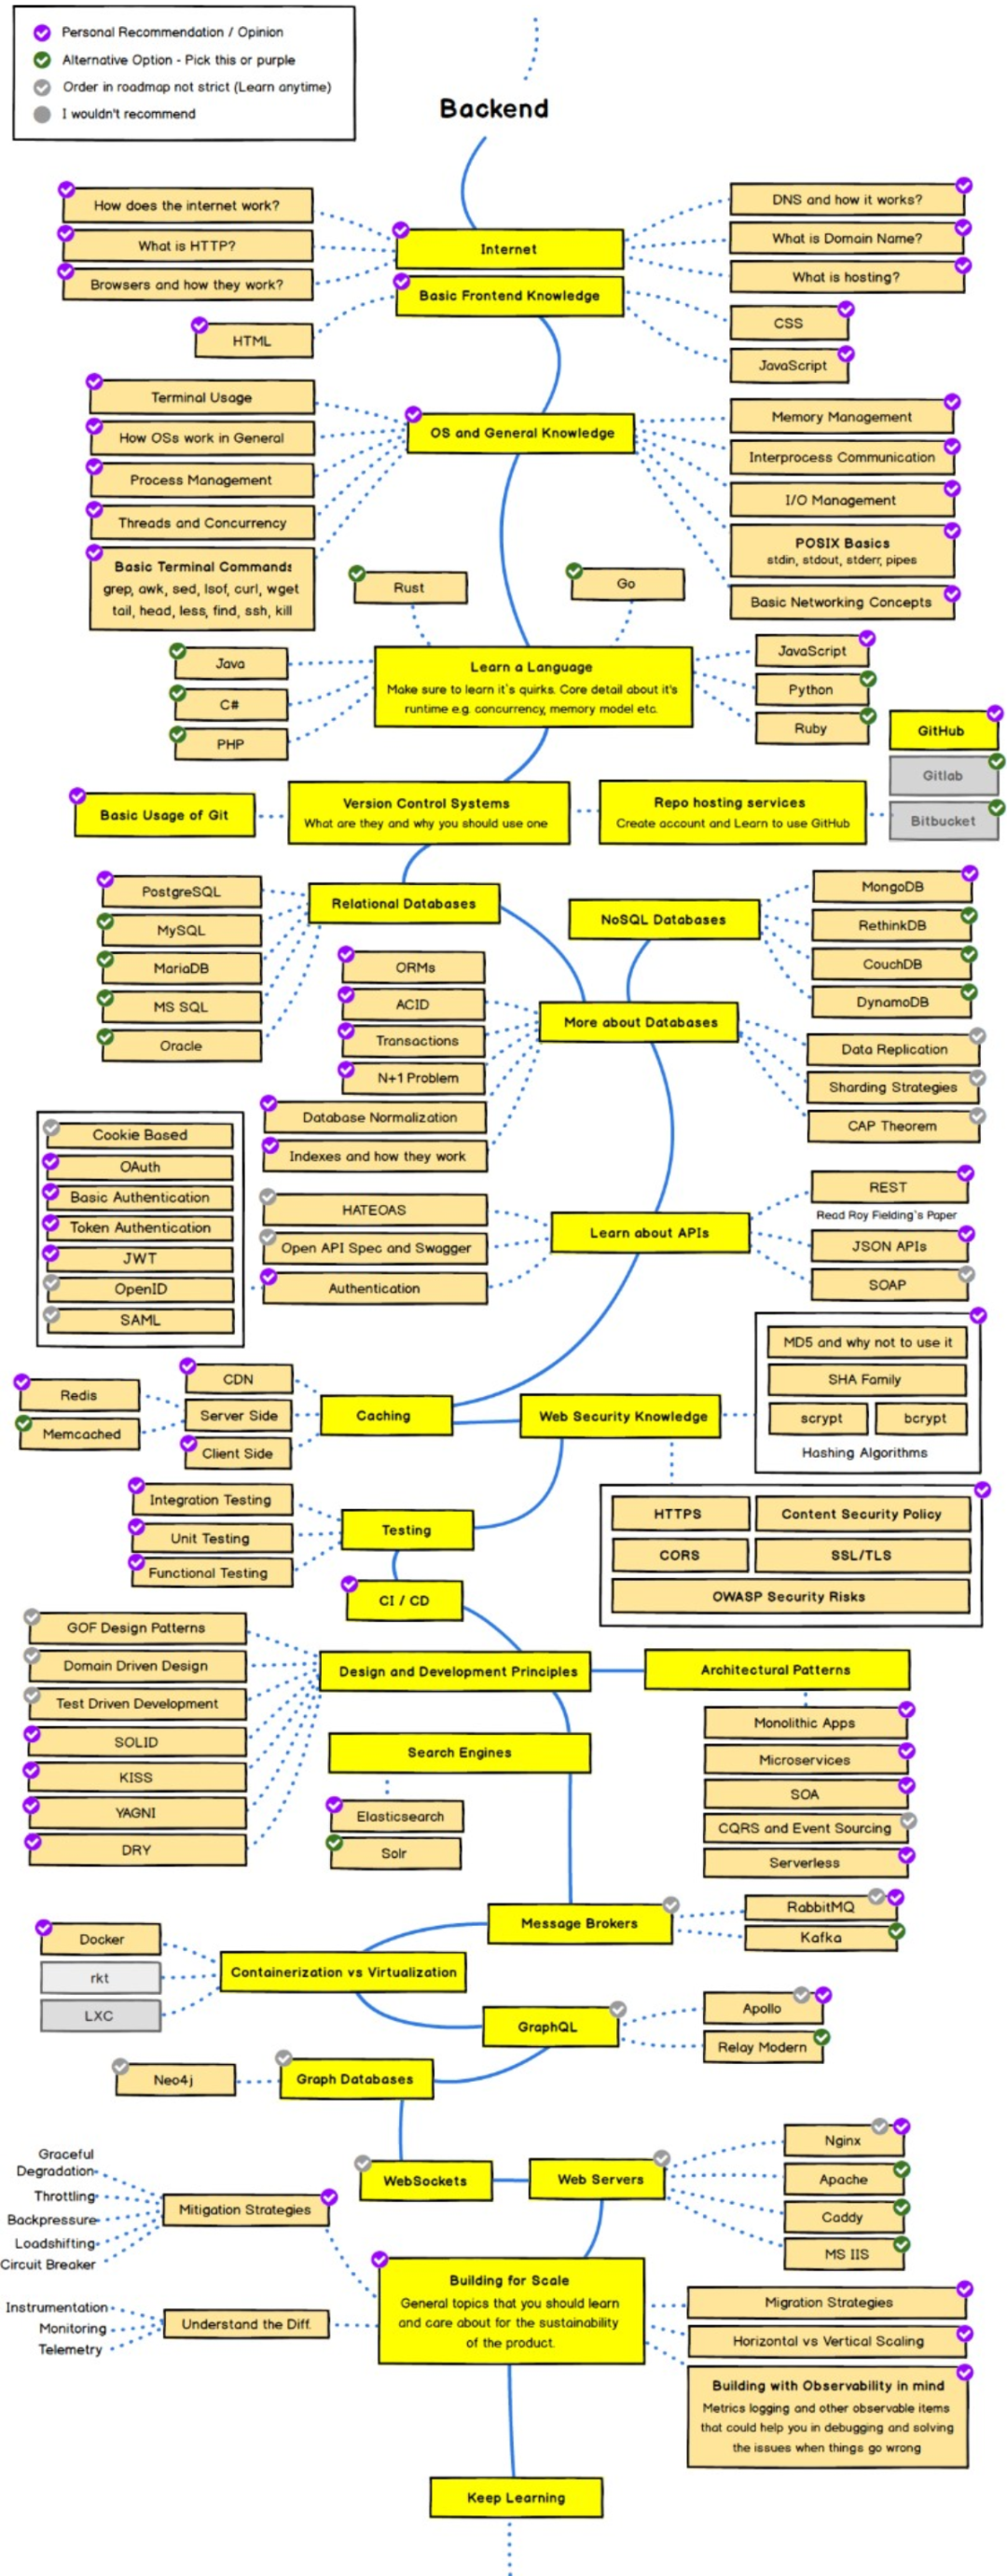 Personal Recommendation / Opinion
Alternative Option - Pick this or purple
Order in roadmap not strict (Learn anytime)
I wouldn't recommend
Backend
How does the internet work?
What is HTTP?
Browsers and how they work?
Internet
DNS and how it works?
What is Domain Name?
What is hosting?
Basic Frontend Knowledge
HTML
CSS
JavaScript
Terminal Usage
How OSs work in General
Process Management
Threads and Concurrency
Basic Terminal Commands
grep, awk, sed, lsof, curl, wget
tail, head, less, find, ssh, kill
OS and General Knowledge
Memory Management
Interprocess Communication
I/O Management
POSIX Basics
stdin, stdout, stderr, pipes
Basic Networking Concepts
Rust
Go
Java
C#
PHP
Learn a Language
Make sure to learn it's quirks. Core detail about it's
runtime e.g. concurrency, memory model etc.
JavaScript
Python
Ruby
GitHub
Gitlab
Bitbucket
Basic Usage of Git
Version Control Systems
What are they and why you should use one
Repo hosting services
Create account and Learn to use GitHub
PostgreSQL
MySQL
MariaDB
MS SQL
Oracle
Relational Databases
NoSQL Databases
MongoDB
RethinkDB
CouchDB
DynamoDB
ORMs
ACID
Transactions
N+1 Problem
Database Normalization
Indexes and how they work
More about Databases
Data Replication
Sharding Strategies
CAP Theorem
Cookie Based
OAuth
Basic Authentication
Token Authentication
JWT
OpenID
SAML
HATEOAS
Open API Spec and Swagger
Authentication
Learn about APIs
REST
Read Roy Fielding's Paper
JSON APIs
SOAP
Redis
Memcached
CDN
Server Side
Client Side
Caching
Web Security Knowledge
MD5 and why not to use it
SHA Family
scrypt
bcrypt
Hashing Algorithms
HTTPS
Content Security Policy
CORS
SSL/TLS
OWASP Security Risks
Integration Testing
Unit Testing
Functional Testing
Testing
CI / CD
GOF Design Patterns
Domain Driven Design
Test Driven Development
SOLID
KISS
YAGNI
DRY
Design and Development Principles
Architectural Patterns
Monolithic Apps
Microservices
SOA
CQRS and Event Sourcing
Serverless
Search Engines
Elasticsearch
Solr
Message Brokers
RabbitMQ
Kafka
Docker
rkt
LXC
Containerization vs Virtualization
GraphQL
Apollo
Relay Modern
Neo4j
Graph Databases
WebSockets
Web Servers
Nginx
Apache
Caddy
MS IIS
Graceful
Degradation
Throttling
Backpressure
Loadshifting
Circuit Breaker
Mitigation Strategies
Instrumentation
Monitoring
Telemetry
Understand the Diff.
Building for Scale
General topics that you should learn
and care about for the sustainability
of the product.
Migration Strategies
Horizontal vs Vertical Scaling
Building with Observability in mind
Metrics logging and other observable items
that could help you in debugging and solving
the issues when things go wrong
Keep Learning